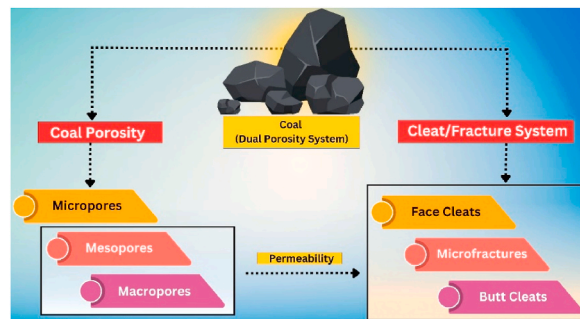 Coal
(Dual Porosity System)
Coal Porosity
Cleat/Fracture System
Micropores
Mesopores
Macropores
Permeability
Face Cleats
Microfractures
Butt Cleats